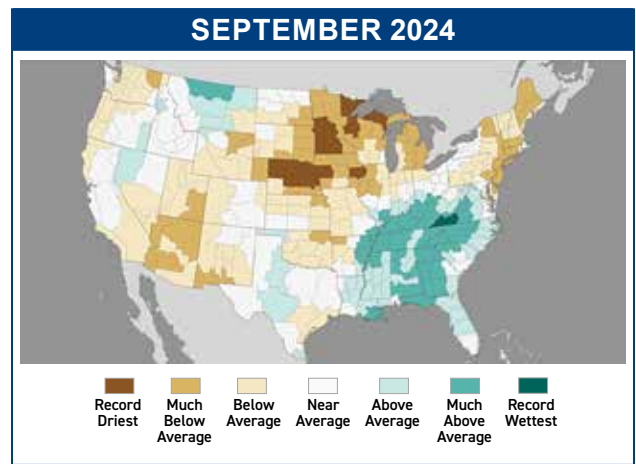 SEPTEMBER 2024
Record
Driest
Much
Below
Average
Below
Average
Near
Average
Above
Average
Much
Above
Average
Record
Wettest